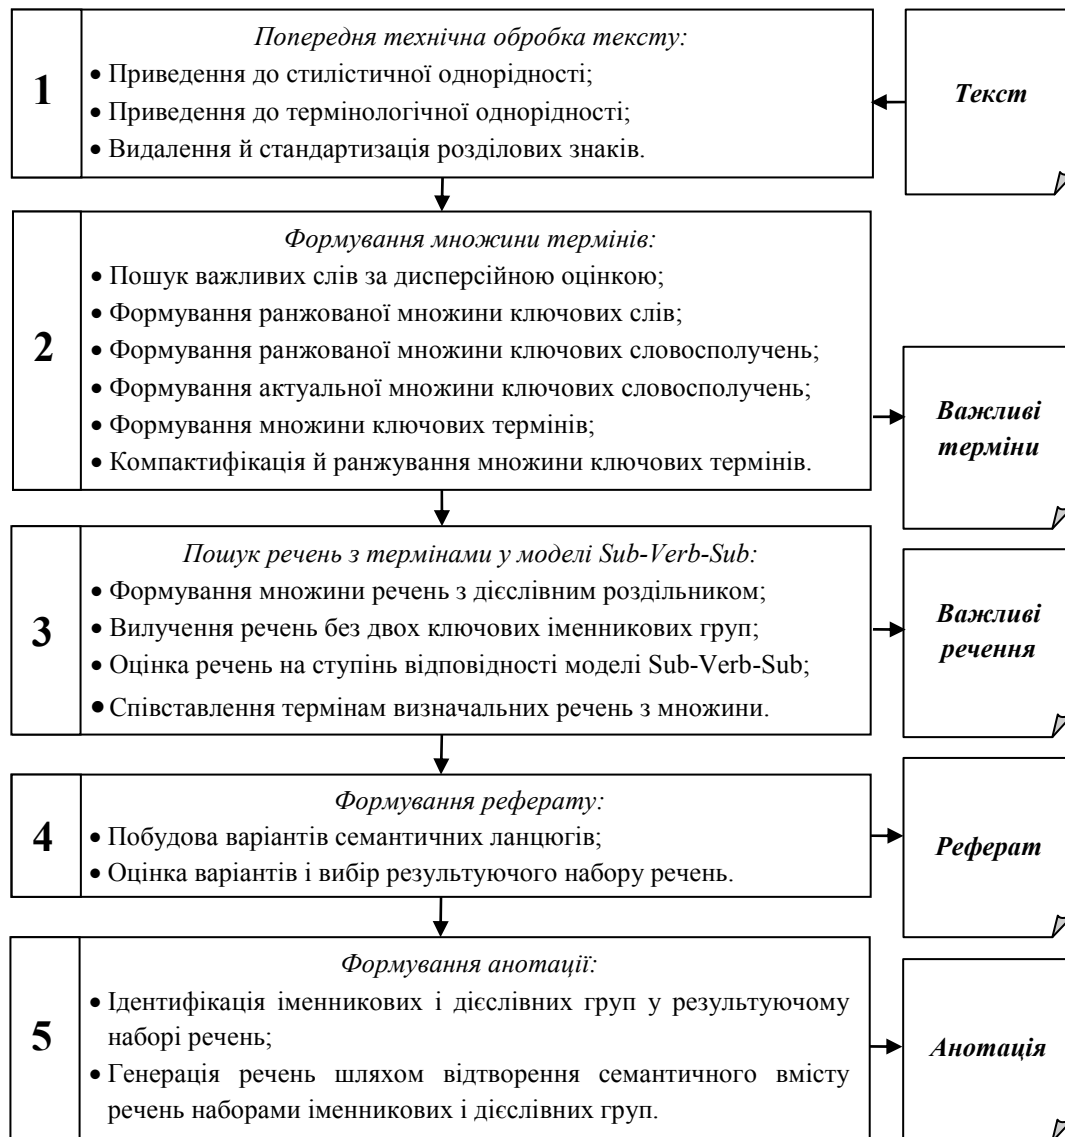 1
Попередня технічна обробка тексту:
• Приведення до стилістичної однорідності;
• Приведення до термінологічної однорідності;
• Видалення й стандартизація розділових знаків.
Текст
2
Формування множини термінів:
• Пошук важливих слів за дисперсійною оцінкою;
• Формування ранжованої множини ключових слів;
• Формування ранжованої множини ключових словосполучень;
• Формування актуальної множини ключових словосполучень;
• Формування множини ключових термінів;
• Компактифікація й ранжування множини ключових термінів.
Важливі
терміни
3
Пошук речень з термінами у моделі Sub-Verb-Sub:
• Формування множини речень з дієслівним роздільником;
• Вилучення речень без двох ключових іменникових груп;
• Оцінка речень на ступінь відповідності моделі Sub-Verb-Sub;
• Співставлення термінам визначальних речень з множини.
Важливі
речення
4
Формування реферату:
• Побудова варіантів семантичних ланцюгів;
• Оцінка варіантів і вибір результуючого набору речень.
Реферат
5
Формування анотації:
• Ідентифікація іменникових і дієслівних груп у результуючому
наборі речень;
• Генерація речень шляхом відтворення семантичного вмісту
речень наборами іменникових і дієслівних груп.
Анотація